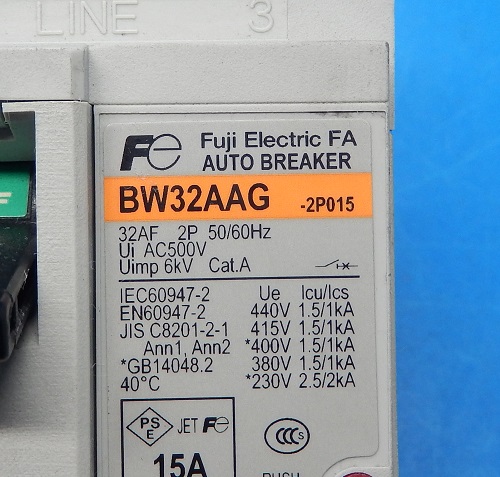 LINE 3
Fe Fuji Electric FA
AUTO BREAKER
BW32AAG -2P015
32AF 2P 50/60Hz
Ui AC500V
Uimp 6kV Cat.A
IEC60947-2 Ue Icu/Ics
EN60947-2 440V 1.5/1kA
JIS C8201-2-1 415V 1.5/1kA
Ann1, Ann2 *400V 1.5/1kA
*GB14048.2 380V 1.5/1kA
40°C *230V 2.5/2kA
PS E JET Fe
CCC S
15A
PUSH